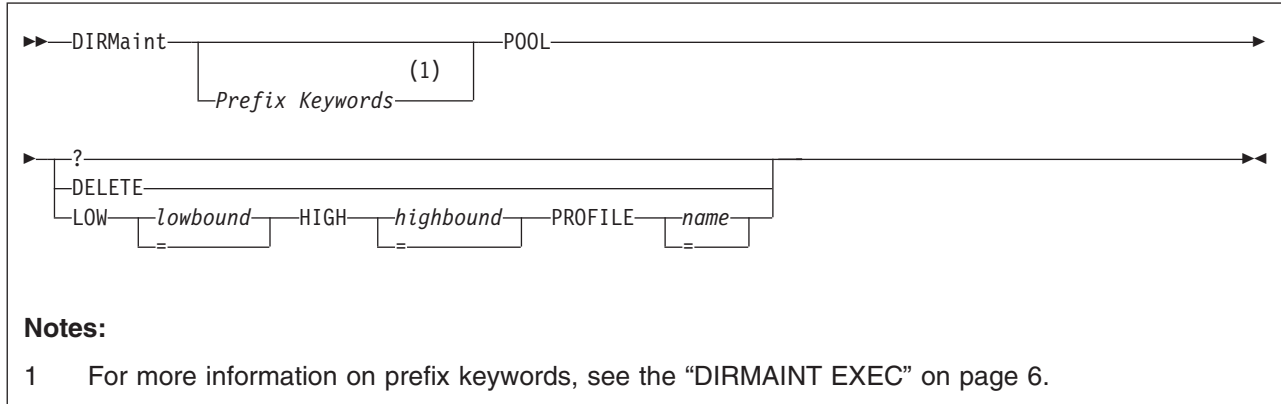 DIRMaint POOL
(1)
Prefix Keywords
?
DELETE
LOW lowbound HIGH highbound PROFILE name
= = =
Notes:
1 For more information on prefix keywords, see the “DIRMAINT EXEC” on page 6.